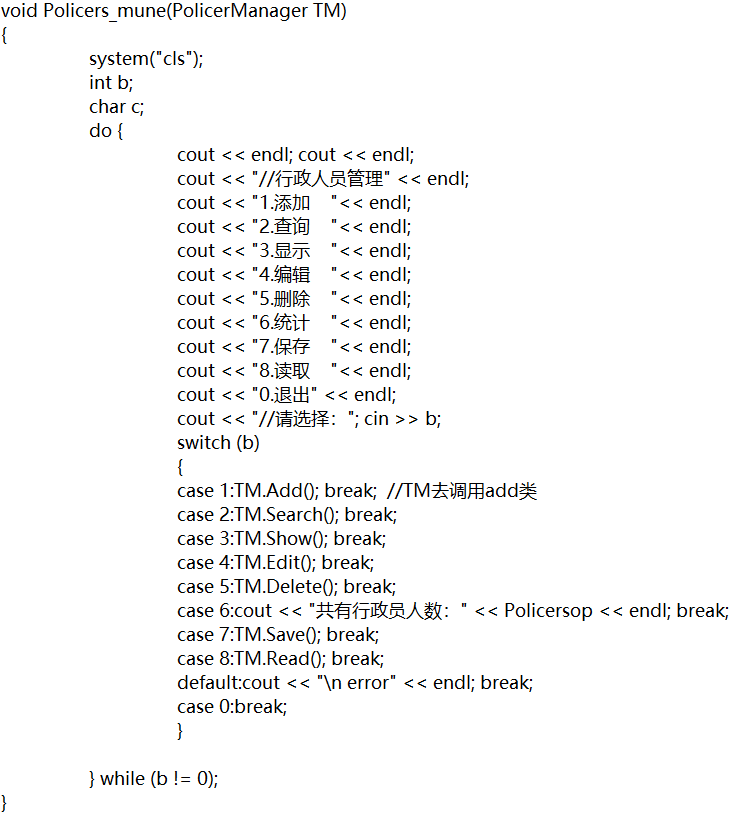 void Policers_mune(PolicerManager TM)
{
system("cls");
int b;
char c;
do {
cout << endl; cout << endl;
cout << "//行政人员管理" << endl;
cout << "1.添加    "<< endl;
cout << "2.查询    "<< endl;
cout << "3.显示    "<< endl;
cout << "4.编辑    "<< endl;
cout << "5.删除    "<< endl;
cout << "6.统计    "<< endl;
cout << "7.保存    "<< endl;
cout << "8.读取    "<< endl;
cout << "0.退出" << endl;
cout << "//请选择："; cin >> b;
switch (b)
{
case 1:TM.Add(); break;  //TM去调用add类
case 2:TM.Search(); break;
case 3:TM.Show(); break;
case 4:TM.Edit(); break;
case 5:TM.Delete(); break;
case 6:cout << "共有行政员人数：" << Policersop << endl; break;
case 7:TM.Save(); break;
case 8:TM.Read(); break;
default:cout << "\n error" << endl; break;
case 0:break;
}
} while (b != 0);
}